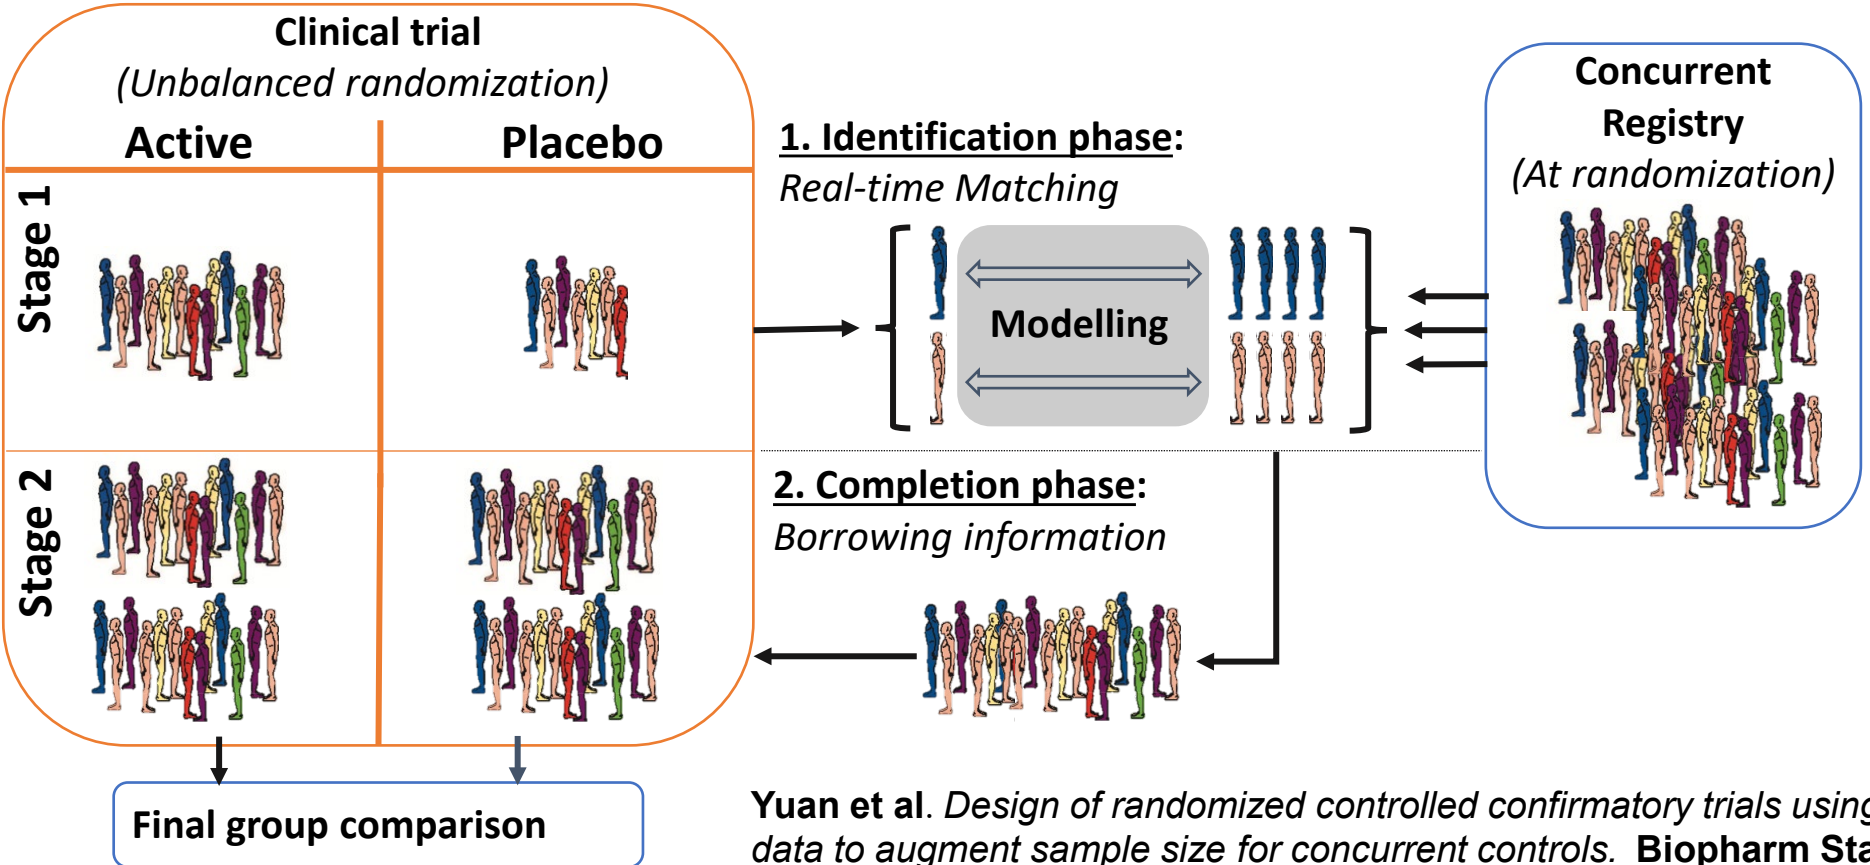 Clinical trial
(Unbalanced randomization)
Active
Placebo
Stage 1
Stage 2
1. Identification phase:
Real-time Matching
Modelling
Concurrent
Registry
(At randomization)
2. Completion phase:
Borrowing information
Final group comparison
Yuan et al. Design of randomized controlled confirmatory trials using
data to augment sample size for concurrent controls. Biopharm Sta